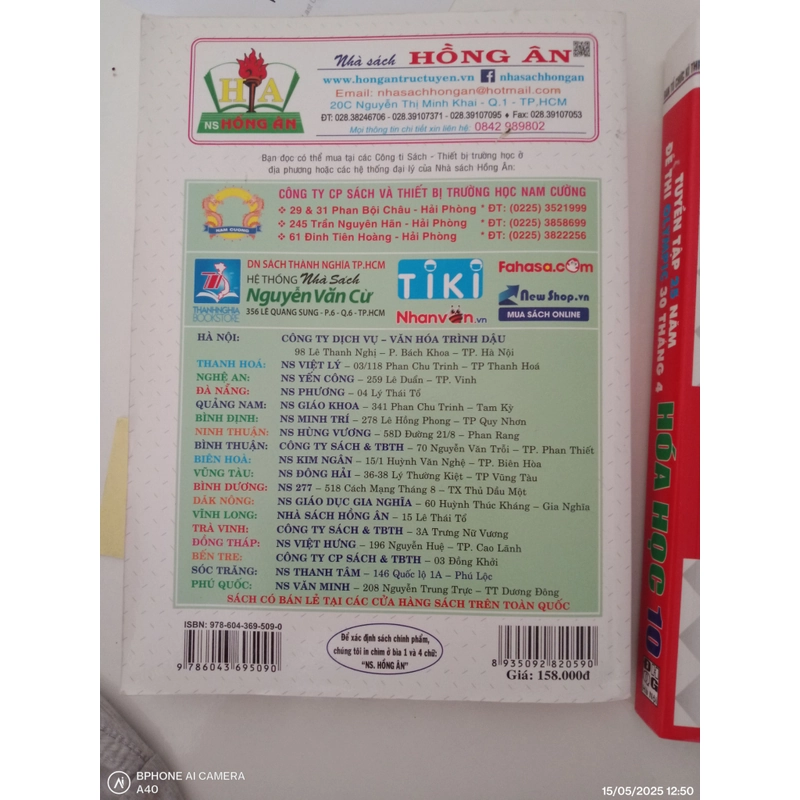 HA
NS HỒNG ÂN
Nhà sách HỒNG ÂN
www.hongantructuyen.vn nhasachhongan
Email: nhasachhongan@hotmail.com
20C Nguyễn Thị Minh Khai - Q.1 - TP.HCM
ĐT: 028.38246706 - 028.39107371 - 028.39107095 ♦ Fax: 028.39107053
Mọi thông tin chi tiết xin liên hệ: 0842 989802
Bạn đọc có thể mua tại các Công ti Sách - Thiết bị trường học ở
địa phương hoặc các hệ thống đại lý của Nhà sách Hồng Ân:
NAM CUONG
CÔNG TY CP SÁCH VÀ THIẾT BỊ TRƯỜNG HỌC NAM CƯỜNG
❖ 29 & 31 Phan Bội Châu - Hải Phòng * ĐT: (0225) 3521999
❖ 245 Trần Nguyên Hãn - Hải Phòng * ĐT: (0225) 3858699
❖ 61 Đinh Tiên Hoàng - Hải Phòng * ĐT: (0225) 3822256
THANHNGHIA
BOOKSTORE
DN SÁCH THÀNH NGHĨA TP.HCM
HỆ THỐNG Nhà Sách
Nguyễn Văn Cừ
356 LÊ QUANG SUNG - P.6 - Q.6 - TP.HCM
TIKI
Nhanvăn.vn
Fahasa.com
NewShop.vn
MUA SÁCH ONLINE
HÀ NỘI: CÔNG TY DỊCH VỤ – VĂN HÓA TRÌNH DẬU
98 Lê Thanh Nghị – P. Bách Khoa – TP. Hà Nội
THANH HOÁ: NS VIỆT LÝ – 03/118 Phan Chu Trinh – TP Thanh Hoá
NGHỆ AN: NS YẾN CÔNG – 259 Lê Duẩn – TP. Vinh
ĐÀ NẴNG: NS PHƯƠNG – 04 Lý Thái Tổ
QUẢNG NAM: NS GIÁO KHOA – 341 Phan Chu Trinh – Tam Kỳ
BÌNH ĐỊNH: NS MINH TRÍ – 278 Lê Hồng Phong – TP Quy Nhơn
NINH THUẬN: NS HÙNG VƯƠNG – 58D Đường 21/8 – Phan Rang
BÌNH THUẬN: CÔNG TY SÁCH & TBTH – 70 Nguyễn Văn Trỗi – TP. Phan Thiết
BIÊN HOÀ: NS KIM NGÂN – 15/1 Huỳnh Văn Nghệ – TP. Biên Hòa
VŨNG TÀU: NS ĐÔNG HẢI – 36-38 Lý Thường Kiệt – TP Vũng Tàu
BÌNH DƯƠNG: NS 277 – 518 Cách Mạng Tháng 8 – TX Thủ Dầu Một
DĂK NÔNG: NS GIÁO DỤC GIA NGHĨA – 60 Huỳnh Thúc Kháng – Gia Nghĩa
VĨNH LONG: NHÀ SÁCH HỒNG ÂN – 15 Lê Thái Tổ
TRÀ VINH: CÔNG TY SÁCH & TBTH – 3A Trưng Nữ Vương
ĐỒNG THÁP: NS VIỆT HƯNG – 196 Nguyễn Huệ – TP. Cao Lãnh
BẾN TRE: CÔNG TY CP SÁCH & TBTH – 03 Đồng Khởi
SÓC TRĂNG: NS THANH TÂM – 146 Quốc lộ 1A – Phú Lộc
PHÚ QUỐC: NS VĂN MINH – 208 Nguyễn Trung Trực – TT Dương Đông
SÁCH CÓ BÁN LẺ TẠI CÁC CỬA HÀNG SÁCH TRÊN TOÀN QUỐC
ISBN: 978-604-369-509-0
9 786043 695090
Để xác định sách chính phẩm,
chúng tôi in chìm ở bìa 1 và 4 chữ:
"NS. HỒNG ÂN"
8 935092 820590
Giá: 158.000đ
TUYỂN TẬP NĂM
ĐỀ THI OLYMPIC 30 THÁNG 4
HÓA HỌC 10
BPHONE AI CAMERA
A40
15/05/2025 12:50